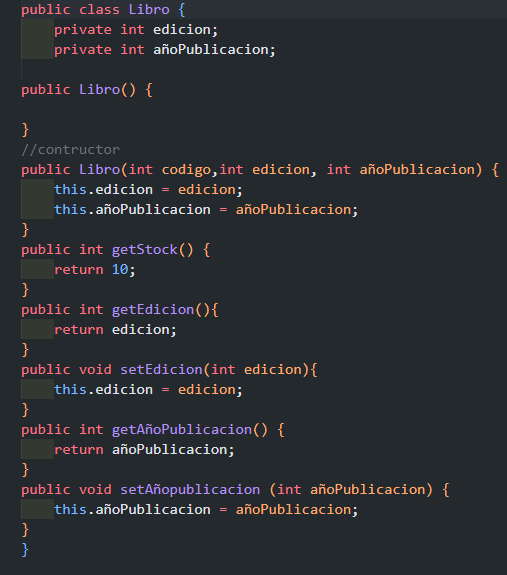 public class Libro {
    private int edicion;
    private int añoPublicacion;

public Libro() {

}
//contructor
public Libro(int codigo,int edicion, int añoPublicacion) {
    this.edicion = edicion;
    this.añoPublicacion = añoPublicacion;
}
public int getStock() {
    return 10;
}
public int getEdicion(){
    return edicion;
}
public void setEdicion(int edicion){
    this.edicion = edicion;
}
public int getAñoPublicacion() {
    return añoPublicacion;
}
public void setAñopublicacion (int añoPublicacion) {
    this.añoPublicacion = añoPublicacion;
}
}